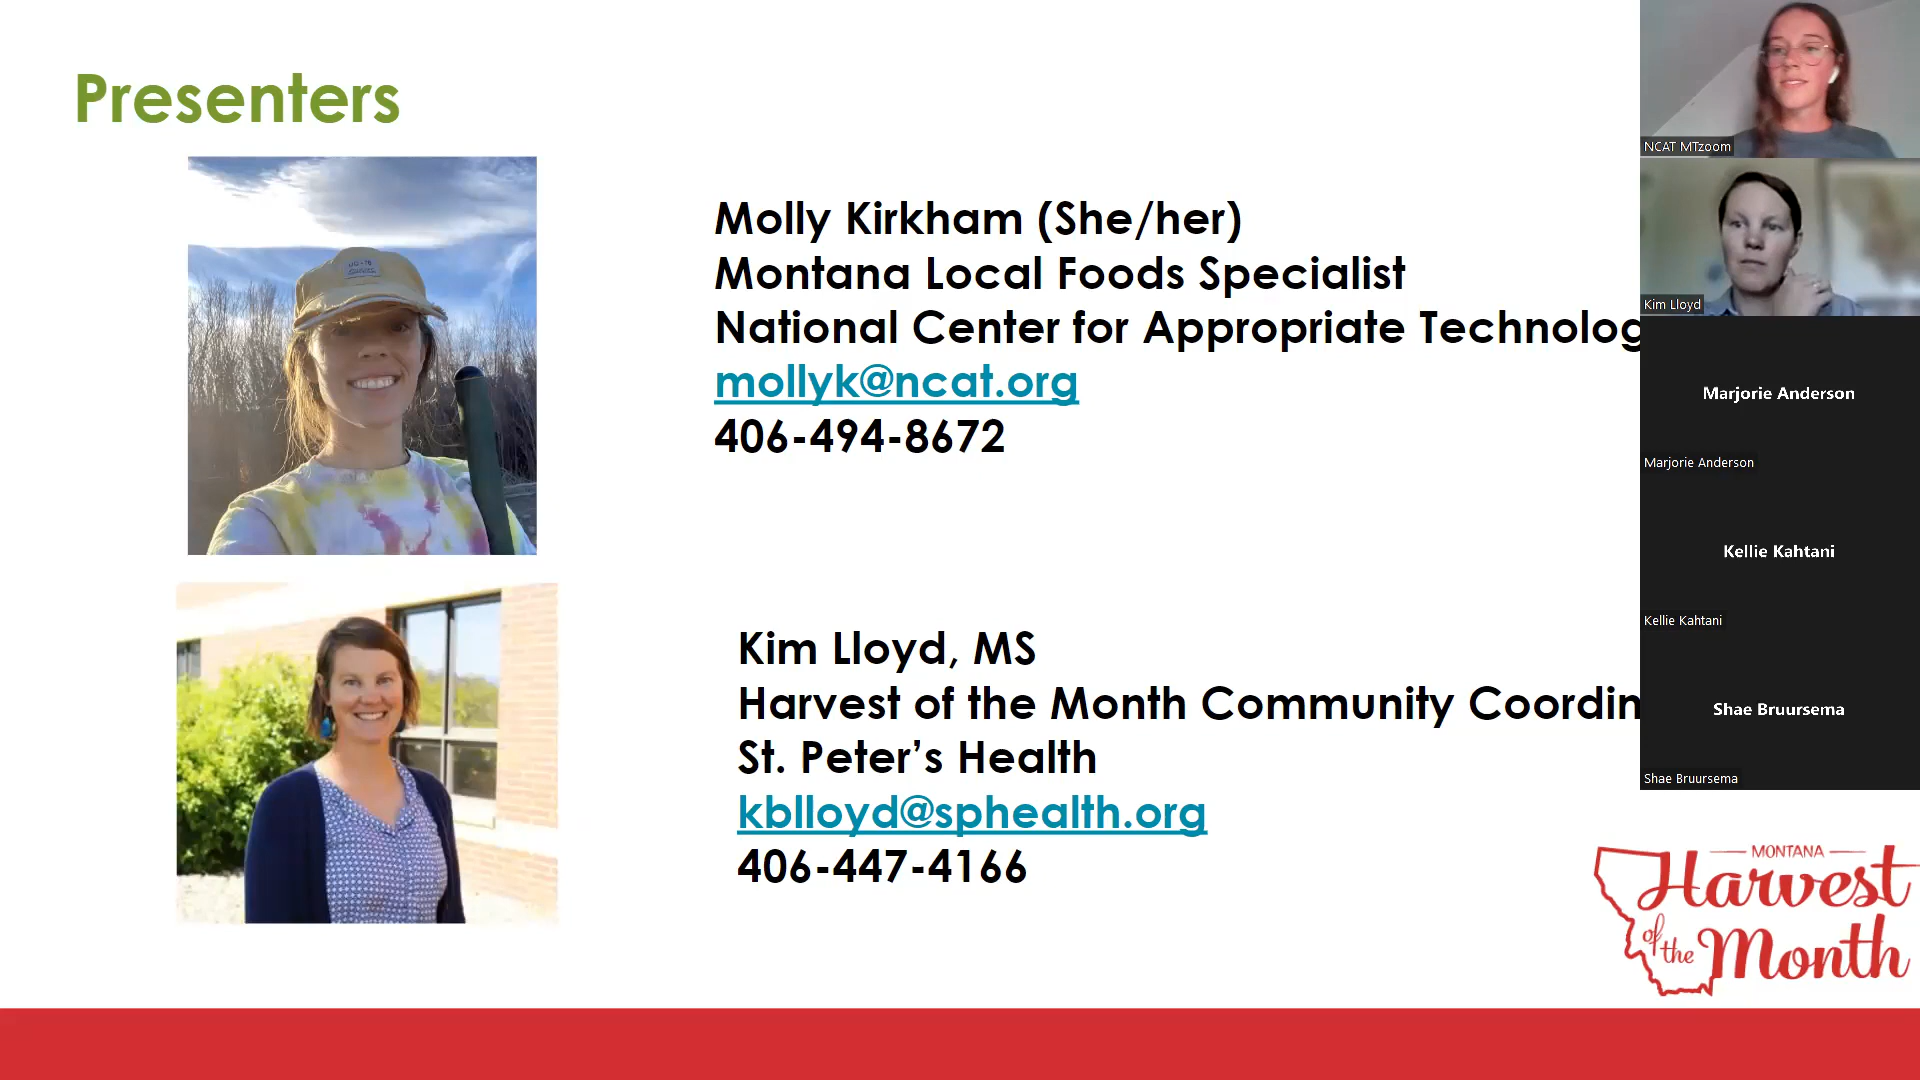 Presenters
Molly Kirkham (She/her)
Montana Local Foods Specialist
National Center for Appropriate Technolog
mollyk@ncat.org
406-494-8672
Kim Lloyd, MS
Harvest of the Month Community Coordin
St. Peter’s Health
kblloyd@sphealth.org
406-447-4166
NCAT MTzoom
Kim Lloyd
Marjorie Anderson
Marjorie Anderson
Kellie Kahtani
Kellie Kahtani
Shae Bruursema
Shae Bruursema
MONTANA
Harvest
of the
Month